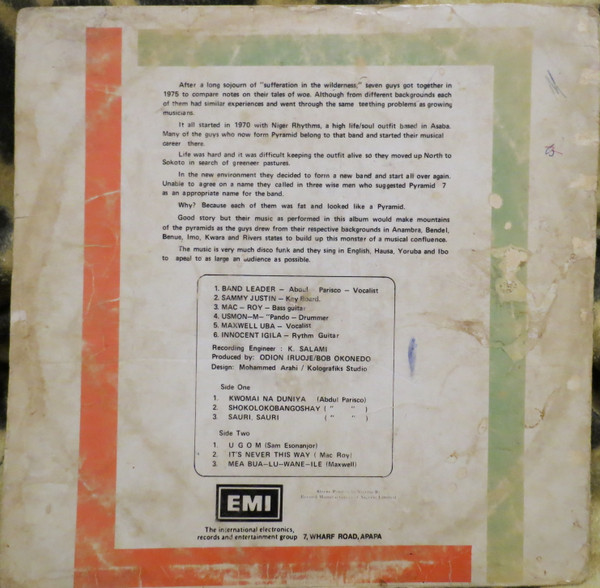 After a long sojourn of "sufferation in the wilderness," seven guys got together in
1975 to compare notes on their tales of woe. Although from different backgrounds each
of them had similar experiences and went through the same teething problems as growing
musicians.
It all started in 1970 with Niger Rhythms, a high life/soul outfit based in Asaba.
Many of the guys who now form Pyramid belong to that band and started their musical
career there.
Life was hard and it was difficult keeping the outfit alive so they moved up North to
Sokoto in search of greener pastures.
In the new environment they decided to form a new band and start all over again.
Unable to agree on a name they called in three wise men who suggested Pyramid 7
as an appropriate name for the band.
Why? Because each of them was fat and looked like a Pyramid.
Good story but their music as performed in this album would make mountains
of the pyramids as the guys drew from their respective backgrounds in Anambra, Bendel,
Benue, Imo, Kwara and Rivers states to build up this monster of a musical confluence.
The music is very much disco funk and they sing in English, Hausa, Yoruba and Ibo
to apeal to as large an audience as possible.
1. BAND LEADER – Abdul Parisco – Vocalist
2. SAMMY JUSTIN – Key Board.
3. MAC – ROY – Bass guitar
4. USMON–M– "Pando – Drummer
5. MAXWELL UBA – Vocalist
6. INNOCENT IGILA – Rythm Guitar
Recording Engineer : K. SALAMI
Produced by: ODION IRUOJE/BOB OKONEDO
Design: Mohammed Arahi / Kolografiks Studio
Side One
1. KWOMAI NA DUNIYA (Abdul Parisco)
2. SHOKOLOKOBANGOSHAY ( " " )
3. SAURI, SAURI ( " " )
Side Two
1. U G O M (Sam Esonanjor)
2. IT'S NEVER THIS WAY ( Mac Roy)
3. MEA BUA–LU–WANE–ILE (Maxwell)
EMI
The international electronics,
records and entertainment group 7, WHARF ROAD, APAPA